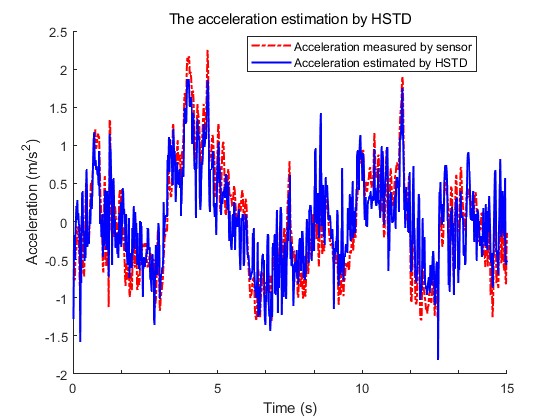 The acceleration estimation by HSTD
Acceleration measured by sensor
Acceleration estimated by HSTD
Acceleration (m/s²)
2.5
2
1.5
1
0.5
0
-0.5
-1
-1.5
-2
0
5
10
15
Time (s)